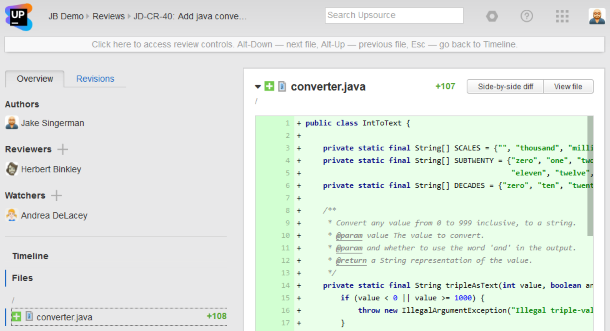 UP
JB Demo › Reviews › JD-CR-40: Add java conve...
Search Upsource
Click here to access review controls. Alt-Down — next file, Alt-Up — previous file, Esc — go back to Timeline.
Overview
Revisions
Authors
Jake Singerman
Reviewers
Herbert Binkley
Watchers
Andrea DeLacey
Timeline
Files
/
converter.java +108
converter.java +107 Side-by-side diff View file
/
1 + public class IntToText {
2 +
3 + private static final String[] SCALES = {"", "thousand", "milli
4 + private static final String[] SUBTWENTY = {"zero", "one", "two
5 + "eleven", "twelve",
6 + private static final String[] DECADES = {"zero", "ten", "twent
7 +
8 + /**
9 + * Convert any value from 0 to 999 inclusive, to a string.
10 + * @param value The value to convert.
11 + * @param and whether to use the word 'and' in the output.
12 + * @return a String representation of the value.
13 + */
14 + private static final String tripleAsText(int value, boolean an
15 + if (value < 0 || value >= 1000) {
16 + throw new IllegalArgumentException("Illegal triple-val
17 + }